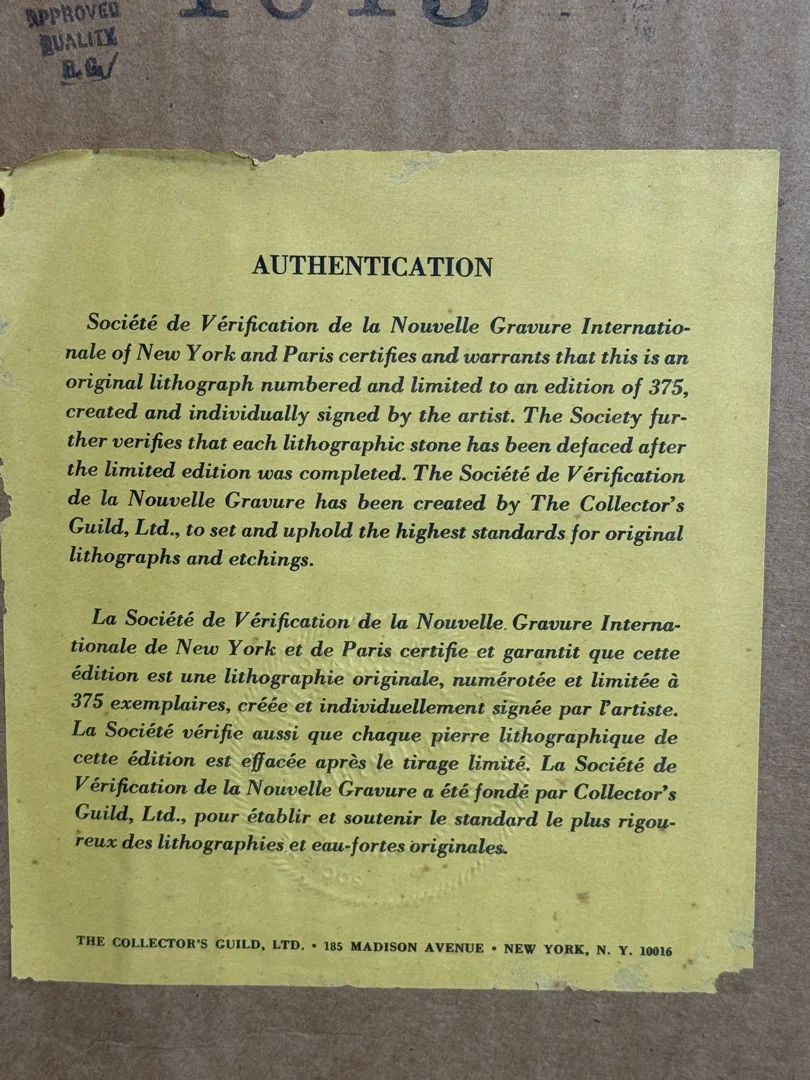 APPROVED
QUALITY
R.G.
AUTHENTICATION
Société de Vérification de la Nouvelle Gravure Internatio-
nale of New York and Paris certifies and warrants that this is an
original lithograph numbered and limited to an edition of 375,
created and individually signed by the artist. The Society fur-
ther verifies that each lithographic stone has been defaced after
the limited edition was completed. The Société de Vérification
de la Nouvelle Gravure has been created by The Collector's
Guild, Ltd., to set and uphold the highest standards for original
lithographs and etchings.
La Société de Vérification de la Nouvelle Gravure Interna-
tionale de New York et de Paris certifie et garantit que cette
édition est une lithographie originale, numérotée et limitée à
375 exemplaires, créée et individuellement signée par l'artiste.
La Société vérifie aussi que chaque pierre lithographique de
cette édition est effacée après le tirage limité. La Société de
Vérification de la Nouvelle Gravure a été fondé par Collector's
Guild, Ltd., pour établir et soutenir le standard le plus rigou-
reux des lithographies et eau-fortes originales.
THE COLLECTOR'S GUILD, LTD. • 185 MADISON AVENUE • NEW YORK, N. Y. 10016